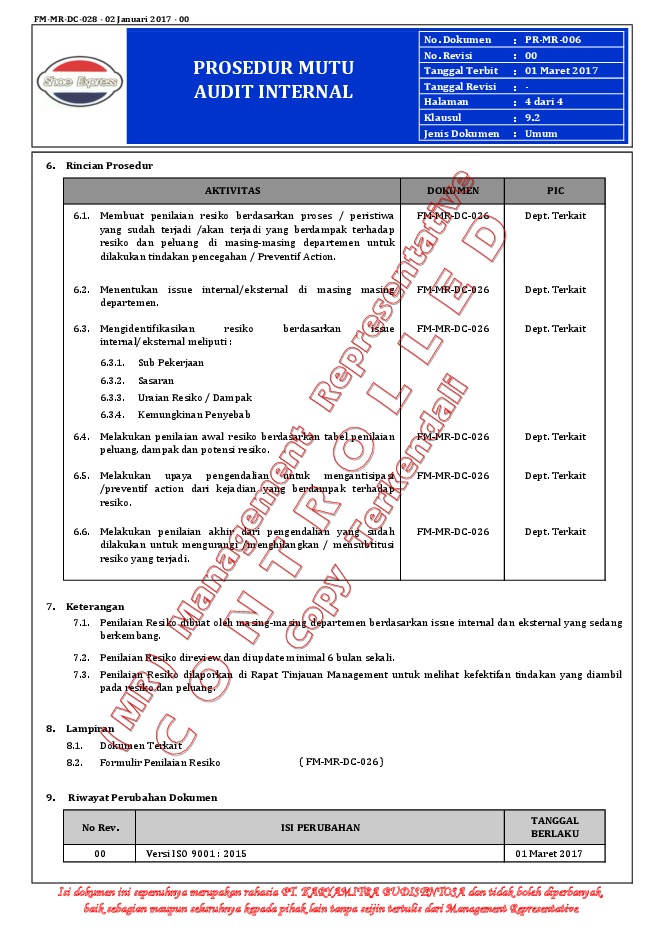 FM-MR-DC-028 - 02 Januari 2017 - 00
Shoe Express
PROSEDUR MUTU
AUDIT INTERNAL
No. Dokumen : PR-MR-006
No. Revisi : 00
Tanggal Terbit : 01 Maret 2017
Tanggal Revisi : -
Halaman : 4 dari 4
Klausul : 9.2
Jenis Dokumen : Umum
6. Rincian Prosedur
AKTIVITAS DOKUMEN PIC
6.1. Membuat penilaian resiko berdasarkan proses / peristiwa FM-MR-DC-026 Dept. Terkait
yang sudah terjadi /akan terjadi yang berdampak terhadap
resiko dan peluang di masing-masing departemen untuk
dilakukan tindakan pencegahan / Preventif Action.
6.2. Menentukan issue internal/eksternal di masing masing FM-MR-DC-026 Dept. Terkait
departemen.
6.3. Mengidentifikasikan resiko berdasarkan issue FM-MR-DC-026 Dept. Terkait
internal/eksternal meliputi :
6.3.1. Sub Pekerjaan
6.3.2. Sasaran
6.3.3. Uraian Resiko / Dampak
6.3.4. Kemungkinan Penyebab
6.4. Melakukan penilaian awal resiko berdasarkan tabel penilaian FM-MR-DC-026 Dept. Terkait
peluang, dampak dan potensi resiko.
6.5. Melakukan upaya pengendalian untuk mengantisipasi FM-MR-DC-026 Dept. Terkait
/preventif action dari kejadian yang berdampak terhadap
resiko.
6.6. Melakukan penilaian akhir dari pengendalian yang sudah FM-MR-DC-026 Dept. Terkait
dilakukan untuk mengurangi /menghilangkan / mensubtitusi
resiko yang terjadi.
(MR) Management Representative
CONTROLLED
Copy Terkendali
7. Keterangan
7.1. Penilaian Resiko dibuat oleh masing-masing departemen berdasarkan issue internal dan eksternal yang sedang
berkembang.
7.2. Penilaian Resiko direview dan diupdate minimal 6 bulan sekali.
7.3. Penilaian Resiko dilaporkan di Rapat Tinjauan Management untuk melihat kefektifan tindakan yang diambil
pada resiko dan peluang.
8. Lampiran
8.1. Dokumen Terkait
8.2. Formulir Penilaian Resiko ( FM-MR-DC-026 )
9. Riwayat Perubahan Dokumen
No Rev. ISI PERUBAHAN TANGGAL
BERLAKU
00 Versi ISO 9001 : 2015 01 Maret 2017
Isi dokumen ini sepenuhnya merupakan rahasia PT. KARYAMITRA BUDISENTOSA dan tidak boleh diperbanyak,
baik sebagian maupun seluruhnya kepada pihak lain tanpa seijin tertulis dari Management Representative